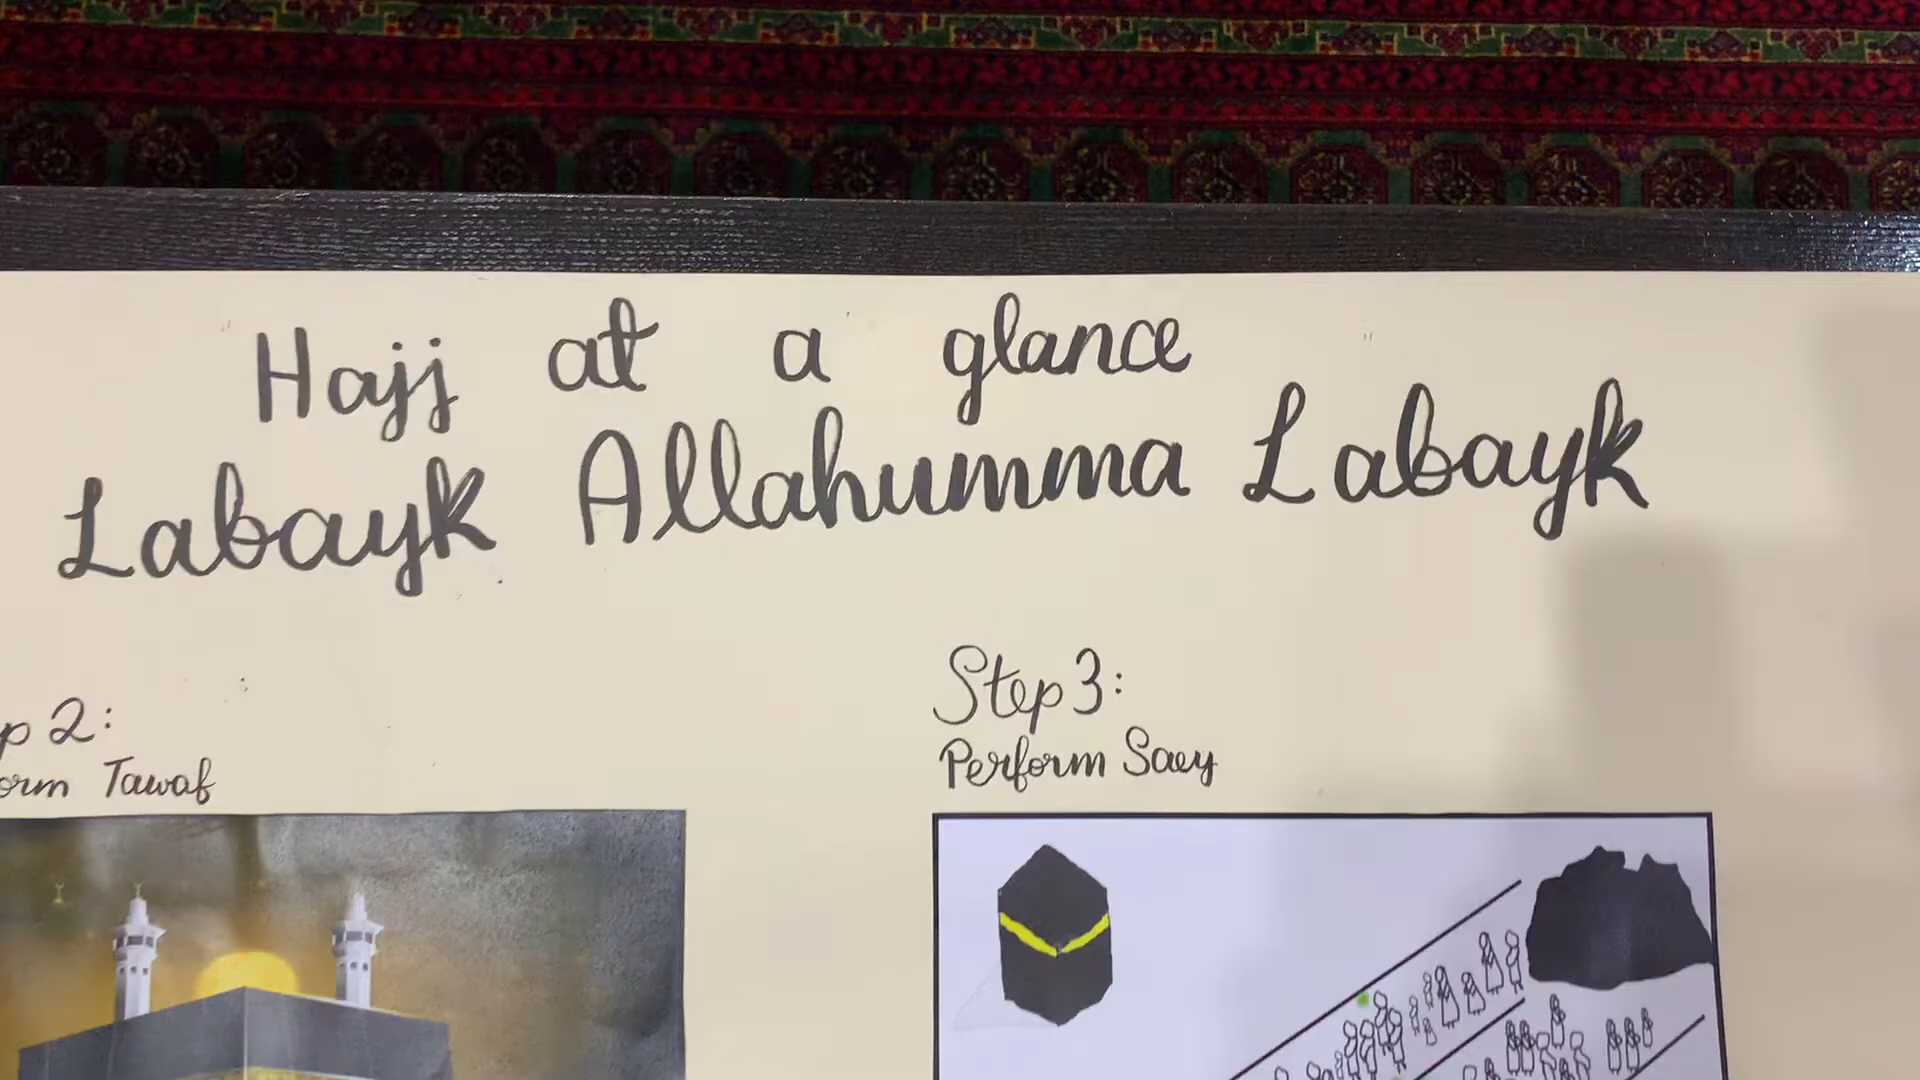 Hajj at a glance
Labayk Allahumma Labayk
p 2:
orm Tawaf
Step 3:
Perform Saey